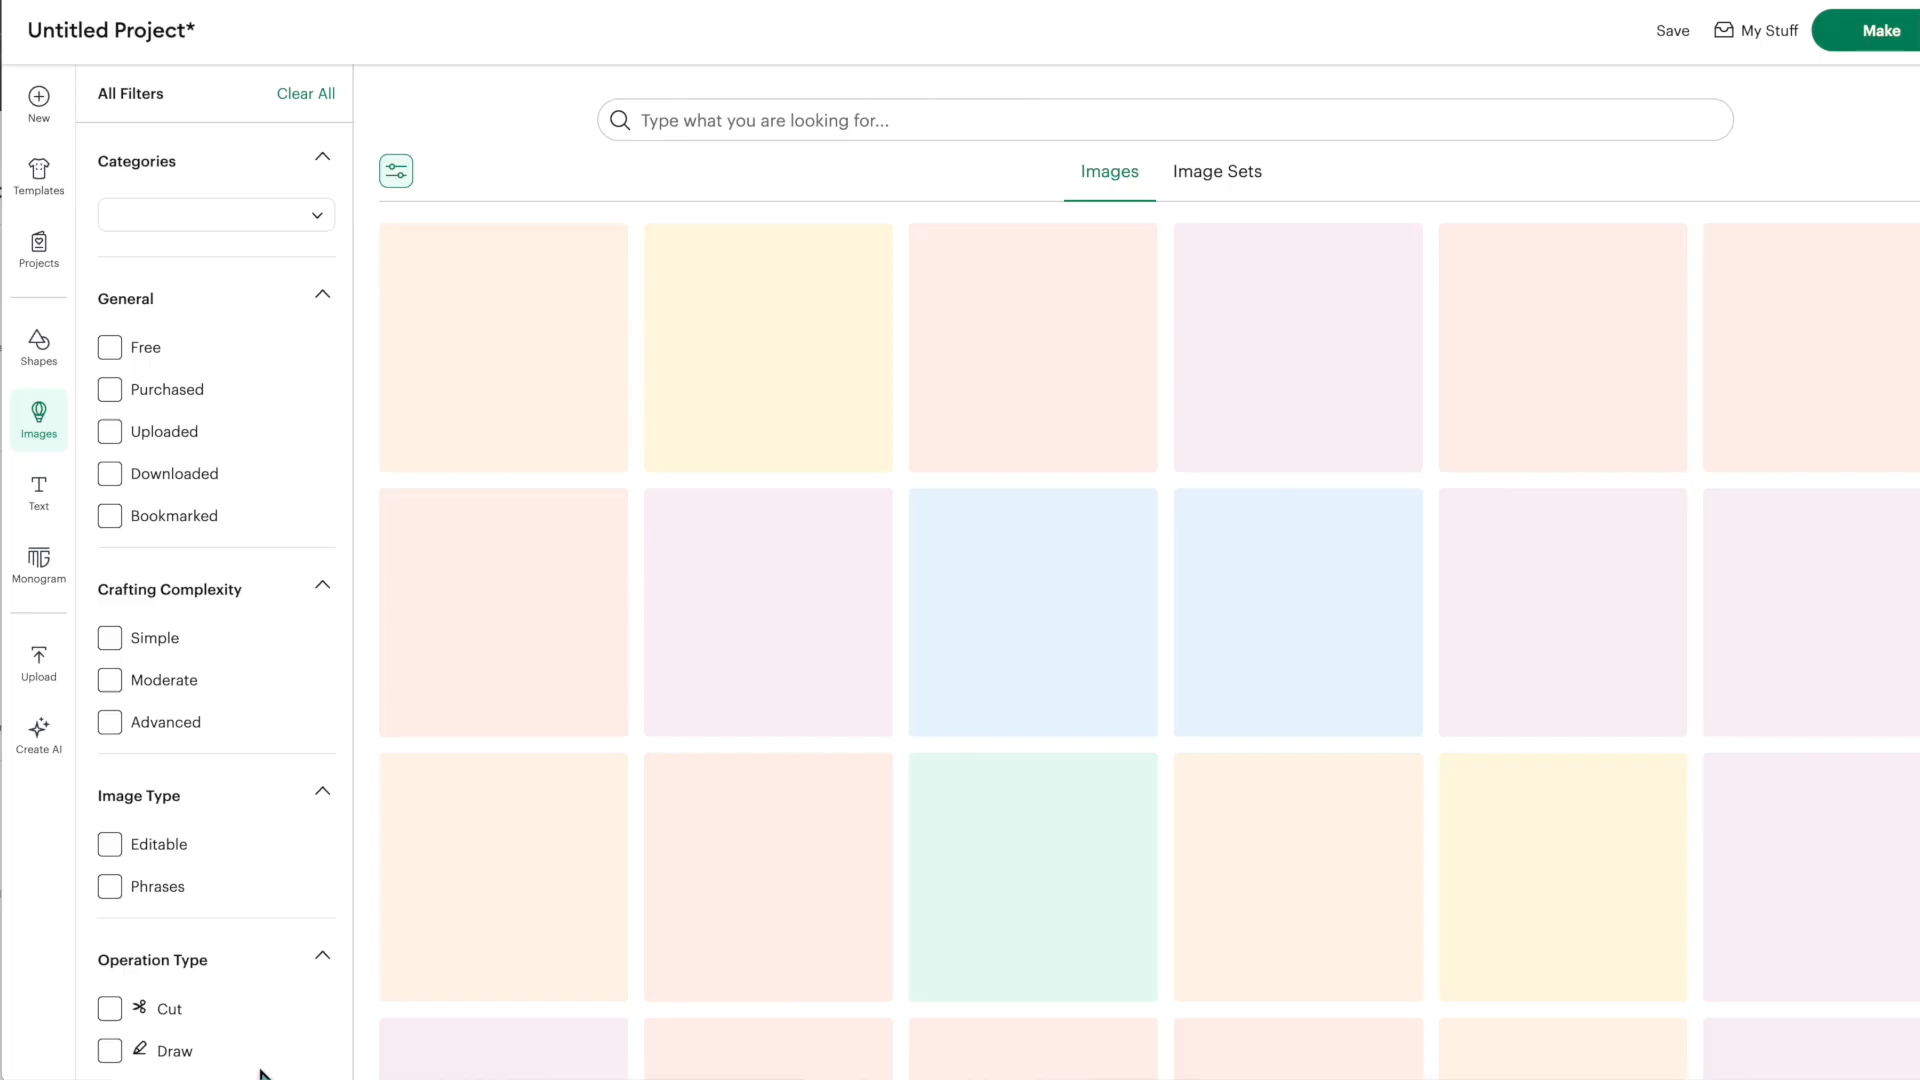 Untitled Project*
Save
My Stuff
Make
New
Templates
Projects
Shapes
Images
Text
Monogram
Upload
Create AI
All Filters
Clear All
Categories
General
Free
Purchased
Uploaded
Downloaded
Bookmarked
Crafting Complexity
Simple
Moderate
Advanced
Image Type
Editable
Phrases
Operation Type
Cut
Draw
Type what you are looking for...
Images
Image Sets